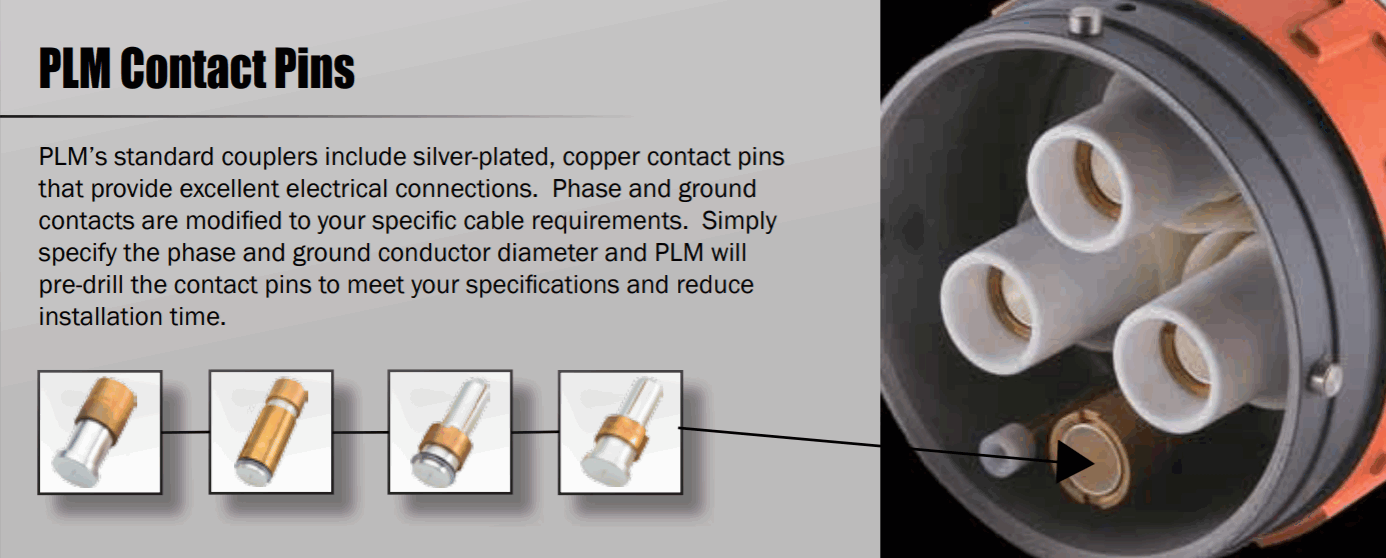 PLM Contact Pins
PLM's standard couplers include silver-plated, copper contact pins
that provide excellent electrical connections.  Phase and ground
contacts are modified to your specific cable requirements.  Simply
specify the phase and ground conductor diameter and PLM will
pre-drill the contact pins to meet your specifications and reduce
installation time.